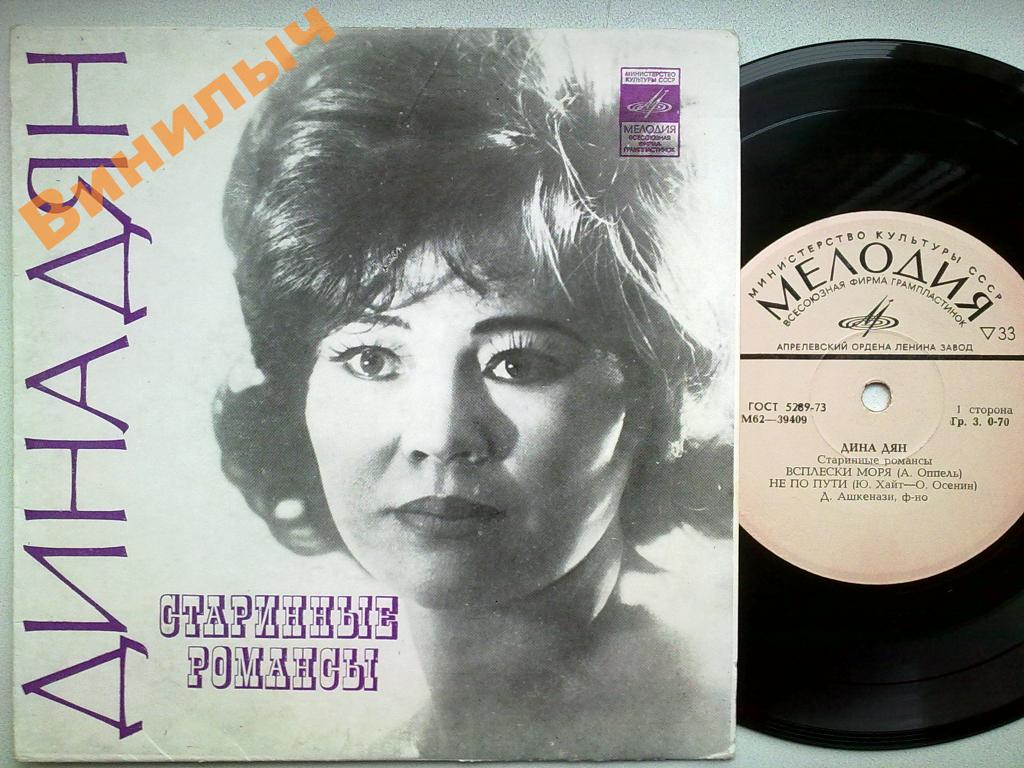 Винилыч
ДИНА ДЯН
МИНИСТЕРСТВО
КУЛЬТУРЫ СССР
МЕЛОДИЯ
ВСЕСОЮЗНАЯ
ФИРМА
ГРАМПЛАСТИНОК
СТАРИННЫЕ
РОМАНСЫ
МИНИСТЕРСТВО КУЛЬТУРЫ СССР
МЕЛОДИЯ
ВСЕСОЮЗНАЯ ФИРМА ГРАМПЛАСТИНОК
33
АПРЕЛЕВСКИЙ ОРДЕНА ЛЕНИНА ЗАВОД
ГОСТ 5289-73
М62—39409
1 сторона
Гр. 3. 0-70
ДИНА ДЯН
Старинные романсы
ВСПЛЕСКИ МОРЯ (А. Оппель)
НЕ ПО ПУТИ (Ю. Хайт—О. Осенин)
Д. Ашкенази, ф-но